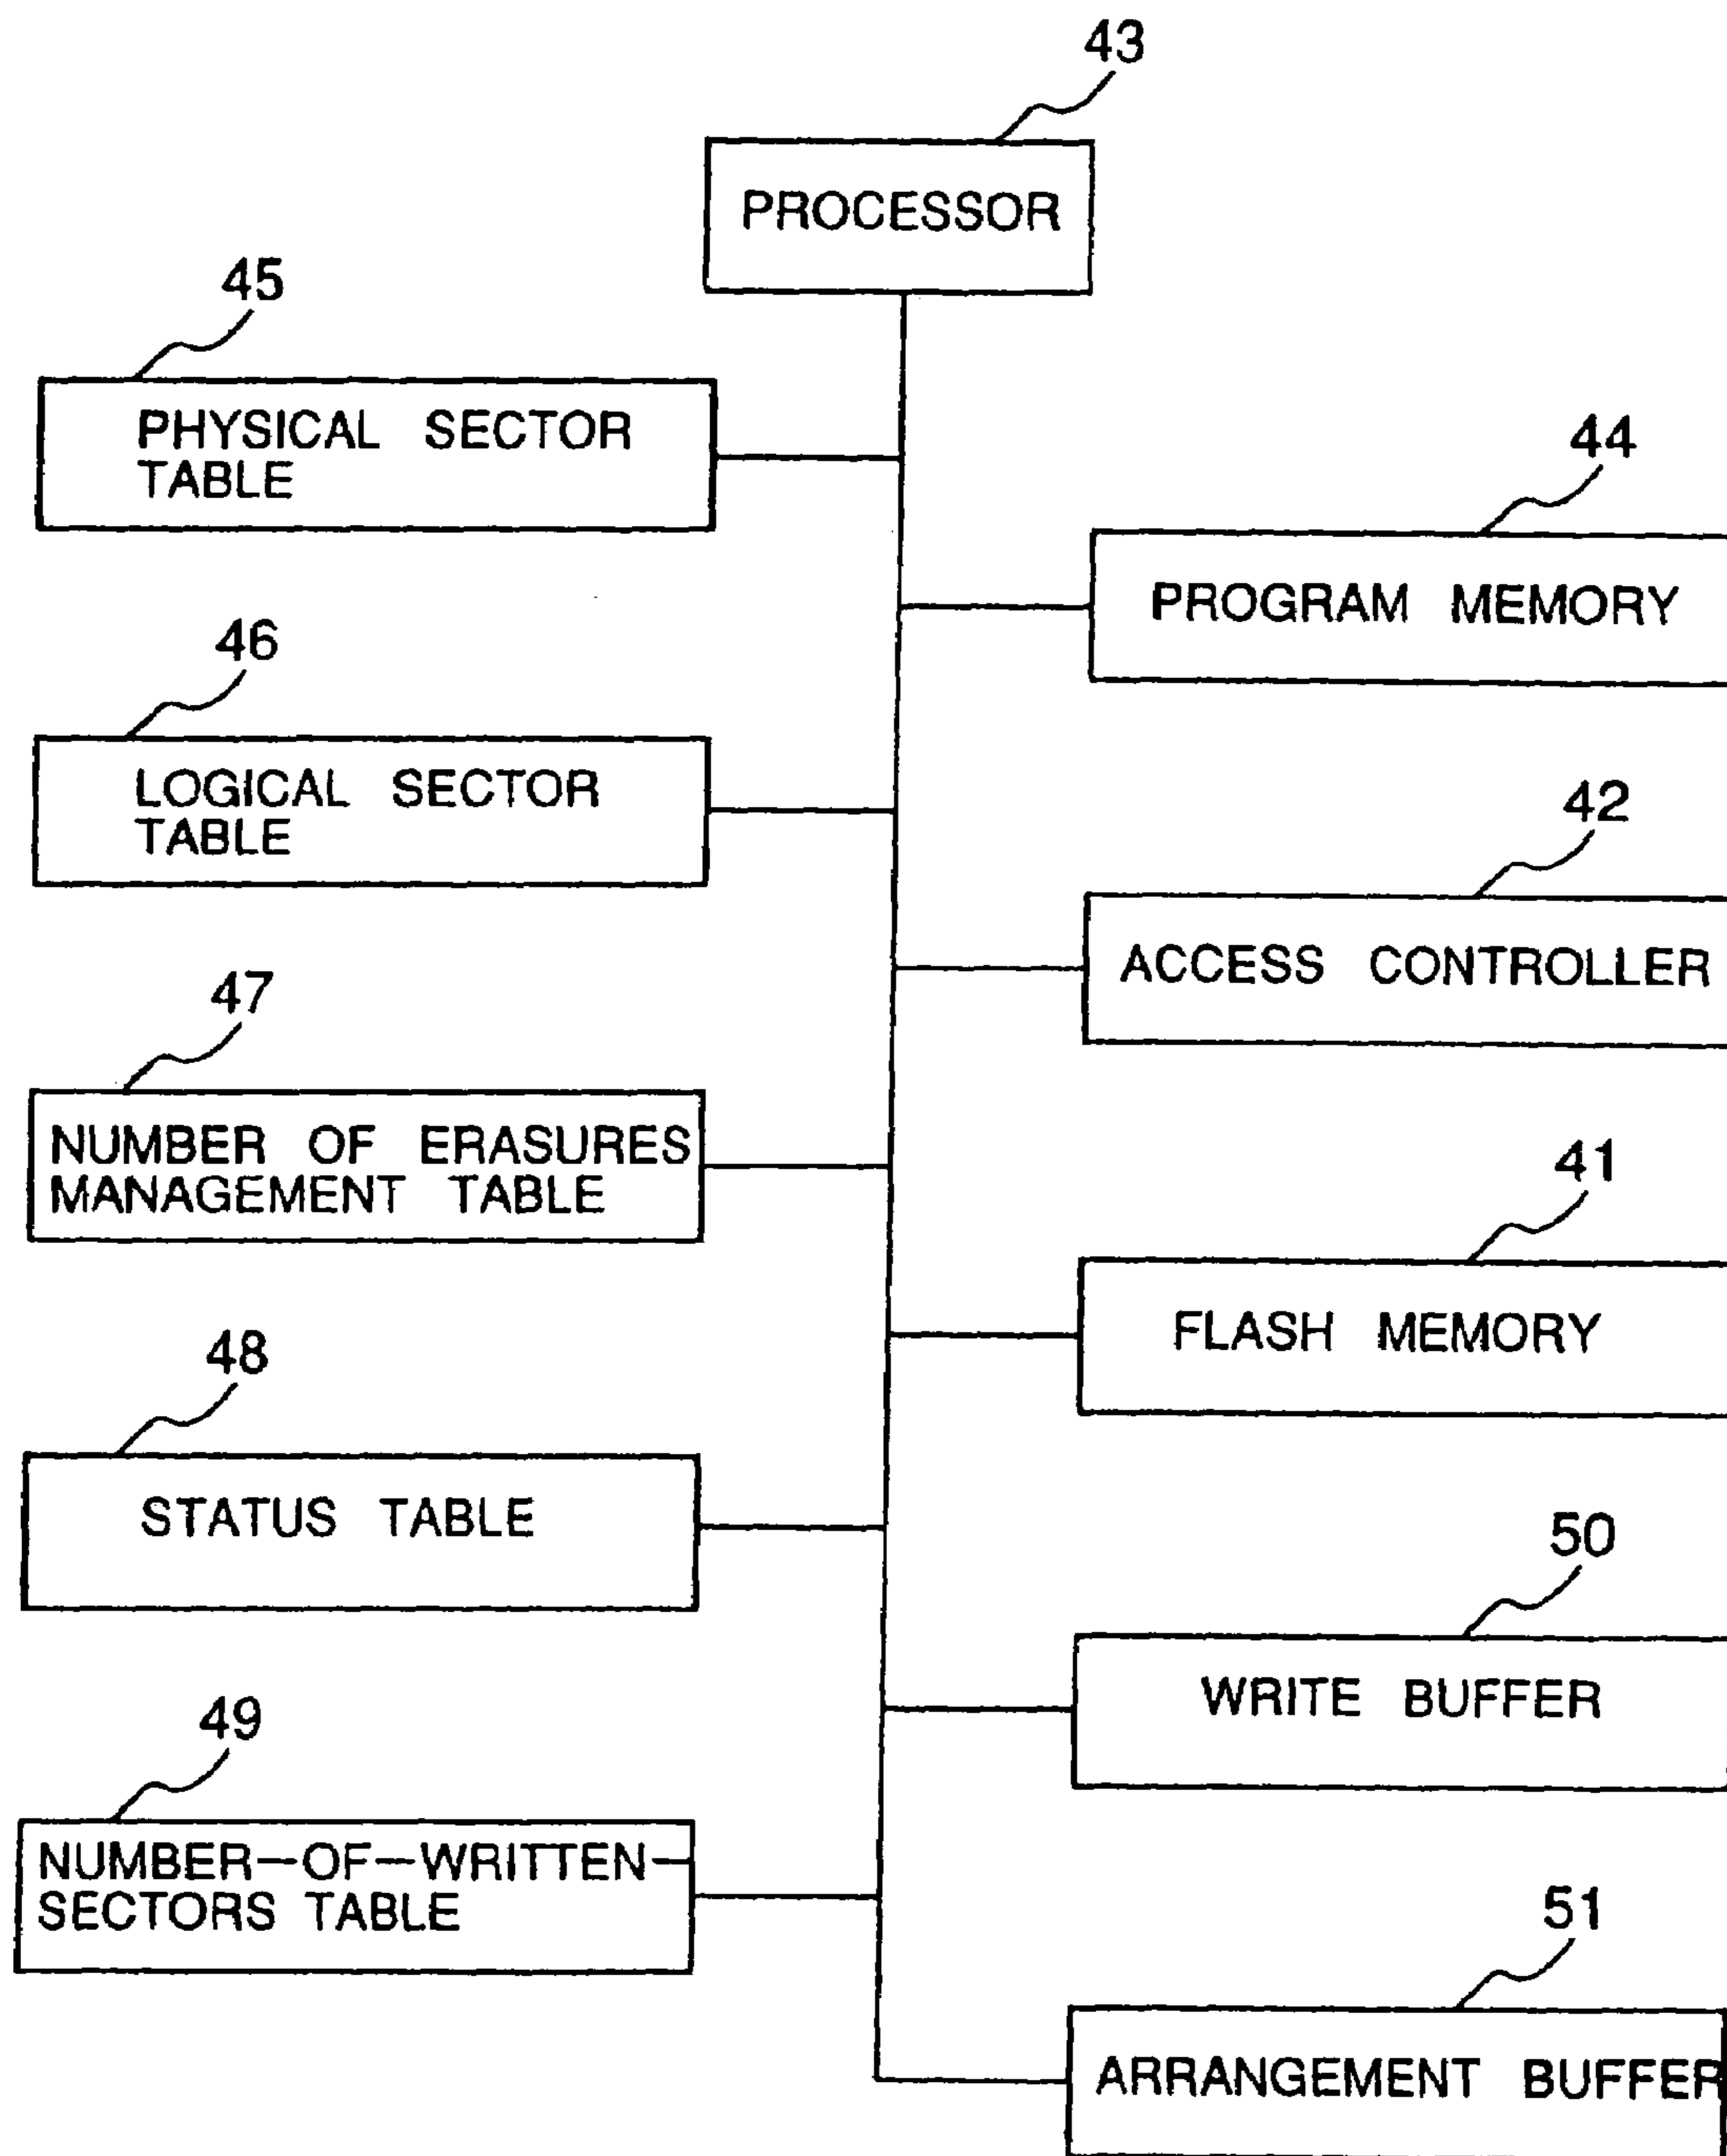 43
PROCESSOR
45
PHYSICAL SECTOR
TABLE
44
PROGRAM MEMORY
46
LOGICAL SECTOR
TABLE
42
ACCESS CONTROLLER
47
NUMBER OF ERASURES
MANAGEMENT TABLE
41
FLASH MEMORY
48
STATUS TABLE
50
WRITE BUFFER
49
NUMBER-OF-WRITTEN-
SECTORS TABLE
51
ARRANGEMENT BUFFER